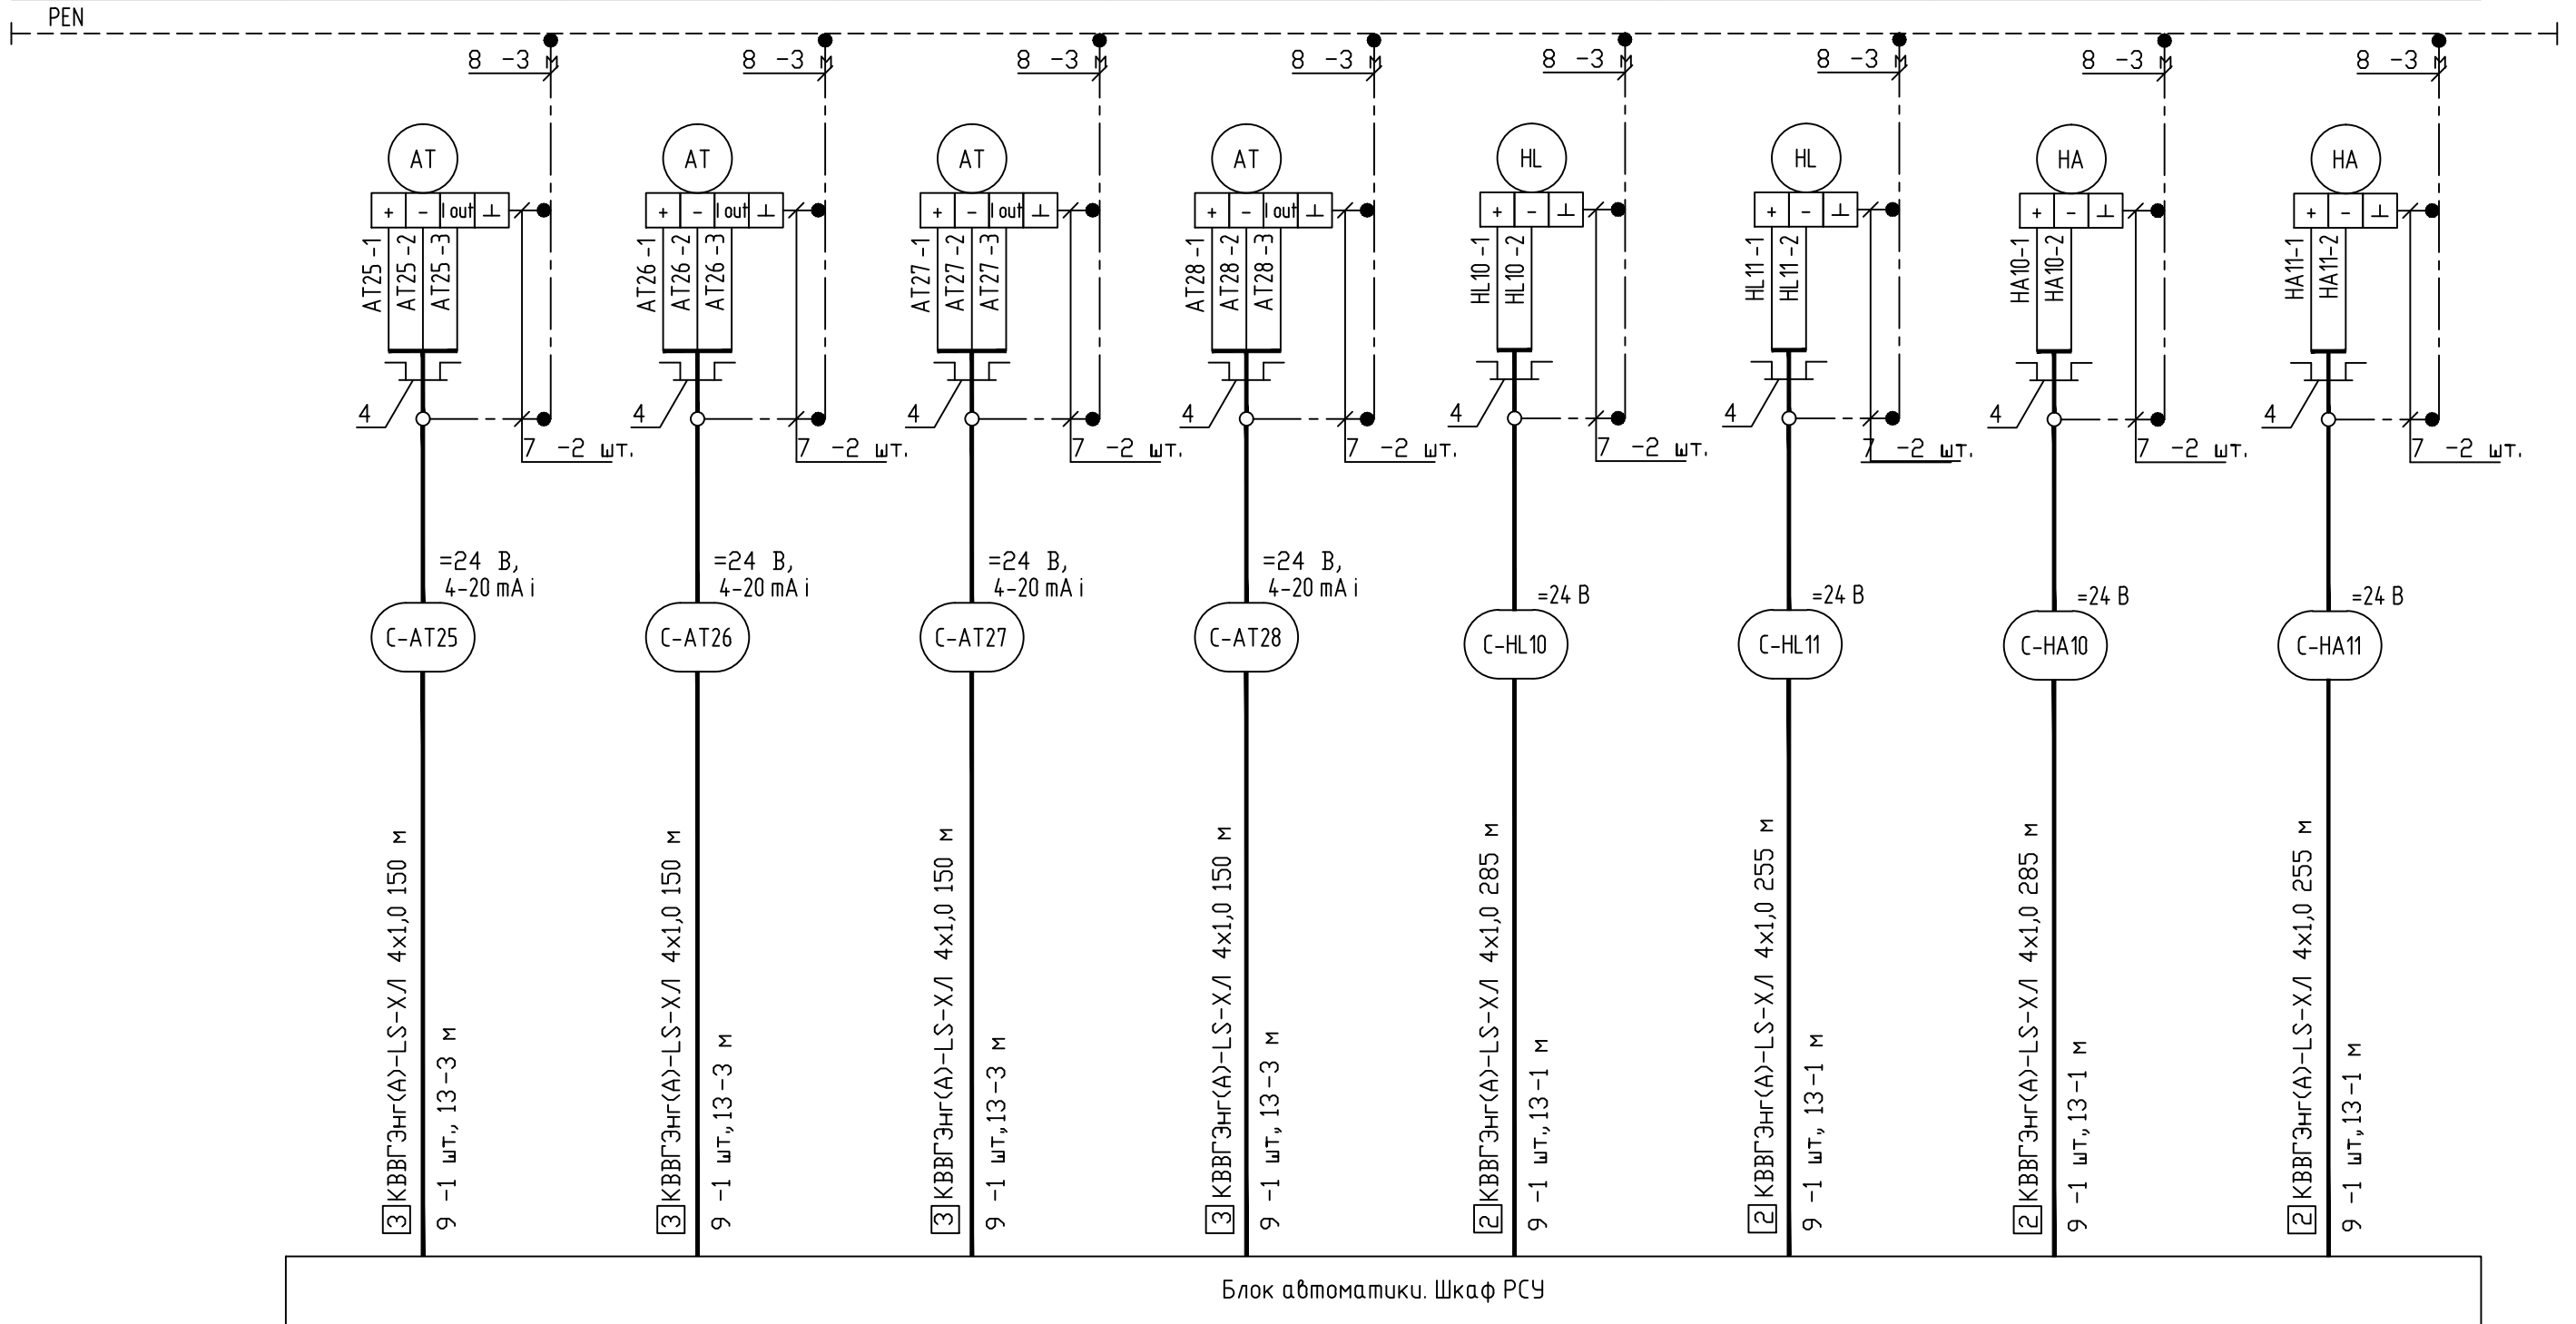 PEN
8 -3 м 8 -3 м 8 -3 м 8 -3 м 8 -3 м 8 -3 м 8 -3 м 8 -3 м
AT AT AT AT HL HL HA HA
+ - I out ⊥ + - I out ⊥ + - I out ⊥ + - I out ⊥ + - ⊥ + - ⊥ + - ⊥ + - ⊥
AT25-1
AT25-2
AT25-3
AT26-1
AT26-2
AT26-3
AT27-1
AT27-2
AT27-3
AT28-1
AT28-2
AT28-3
HL10-1
HL10-2
HL11-1
HL11-2
HA10-1
HA10-2
HA11-1
HA11-2
4 4 4 4 4 4 4 4
7 -2 шт. 7 -2 шт. 7 -2 шт. 7 -2 шт. 7 -2 шт. 7 -2 шт. 7 -2 шт. 7 -2 шт.
=24 В, =24 В, =24 В, =24 В,
4-20 mA i 4-20 mA i 4-20 mA i 4-20 mA i =24 В =24 В =24 В =24 В
C-AT25 C-AT26 C-AT27 C-AT28 C-HL10 C-HL11 C-HA10 C-HA11
3 КВВГЭнг(А)-LS-ХЛ 4х1,0 150 м
9 -1 шт.,13-3 м
3 КВВГЭнг(А)-LS-ХЛ 4х1,0 150 м
9 -1 шт.,13-3 м
3 КВВГЭнг(А)-LS-ХЛ 4х1,0 150 м
9 -1 шт.,13-3 м
3 КВВГЭнг(А)-LS-ХЛ 4х1,0 150 м
9 -1 шт.,13-3 м
2 КВВГЭнг(А)-LS-ХЛ 4х1,0 285 м
9 -1 шт.,13-1 м
2 КВВГЭнг(А)-LS-ХЛ 4х1,0 255 м
9 -1 шт.,13-1 м
2 КВВГЭнг(А)-LS-ХЛ 4х1,0 285 м
9 -1 шт.,13-1 м
2 КВВГЭнг(А)-LS-ХЛ 4х1,0 255 м
9 -1 шт.,13-1 м
Блок автоматики. Шкаф РСУ